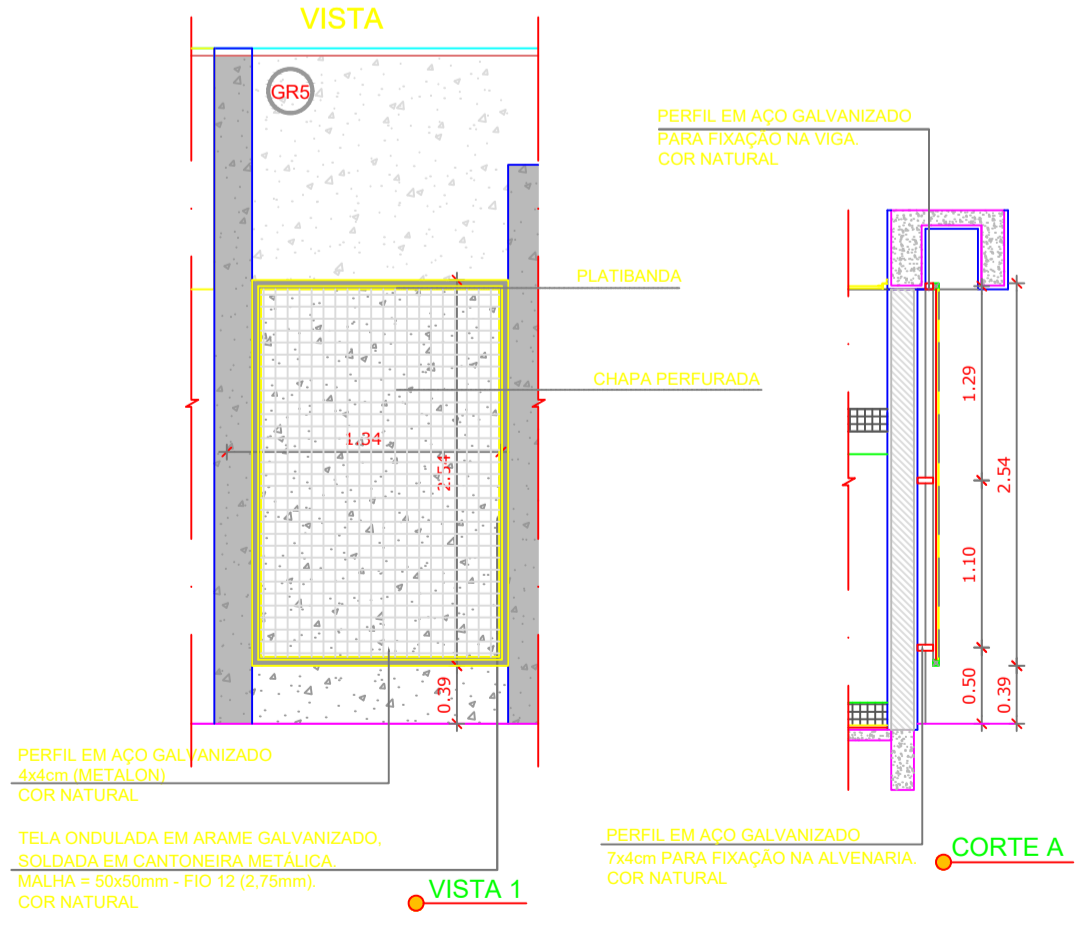 VISTA
GR5
PERFIL EM AÇO GALVANIZADO
PARA FIXAÇÃO NA VIGA.
COR NATURAL
PLATIBANDA
CHAPA PERFURADA
1.34
2.54
0.39
1.29
2.54
1.10
0.50
0.39
PERFIL EM AÇO GALVANIZADO
4x4cm (METALON)
COR NATURAL
TELA ONDULADA EM ARAME GALVANIZADO,
SOLDADA EM CANTONEIRA METÁLICA.
MALHA = 50x50mm - FIO 12 (2,75mm).
COR NATURAL
VISTA 1
PERFIL EM AÇO GALVANIZADO
7x4cm PARA FIXAÇÃO NA ALVENARIA.
COR NATURAL
CORTE A